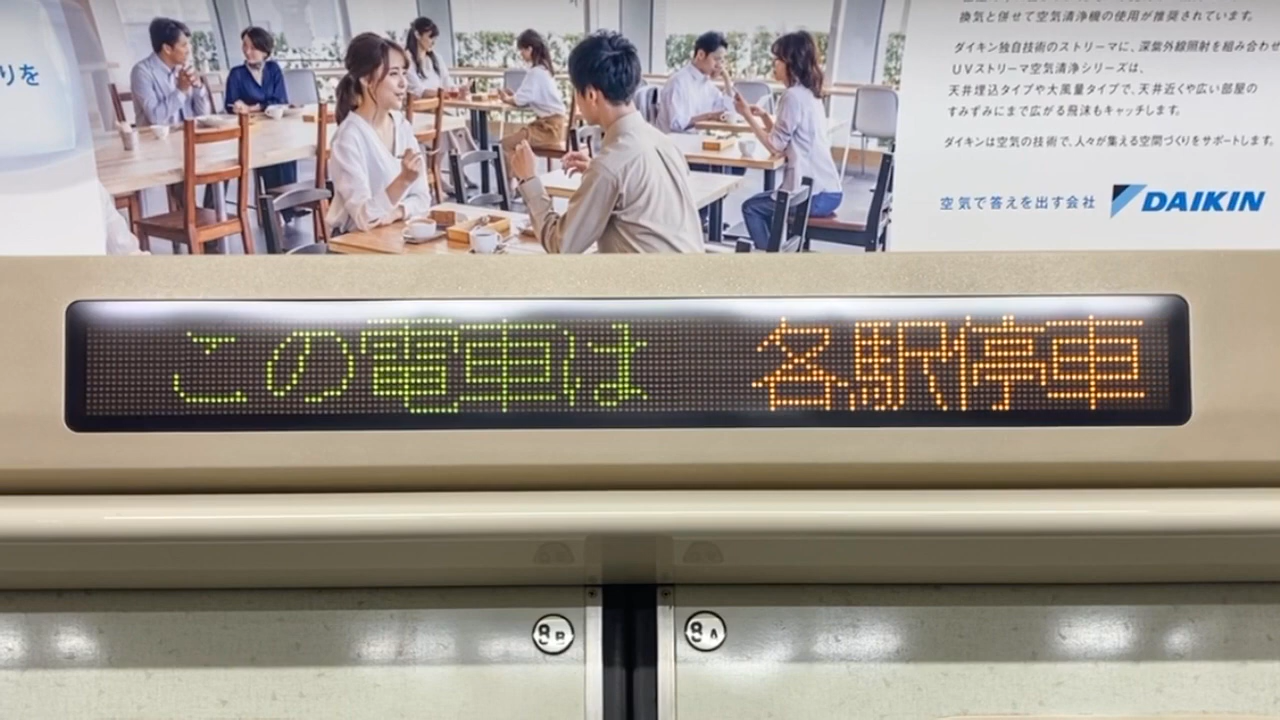 りを
換気と併せて空気清浄機の使用が推奨されています。
ダイキン独自技術のストリーマに、深紫外線照射を組み合わせ
UVストリーマ空気清浄シリーズは、
天井埋込タイプや大風量タイプで、天井近くや広い部屋の
すみずみにまで広がる飛沫もキャッチします。
ダイキンは空気の技術で、人々が集える空間づくりをサポートします。
空気で答えを出す会社 DAIKIN
この電車は 各駅停車
8B 8A